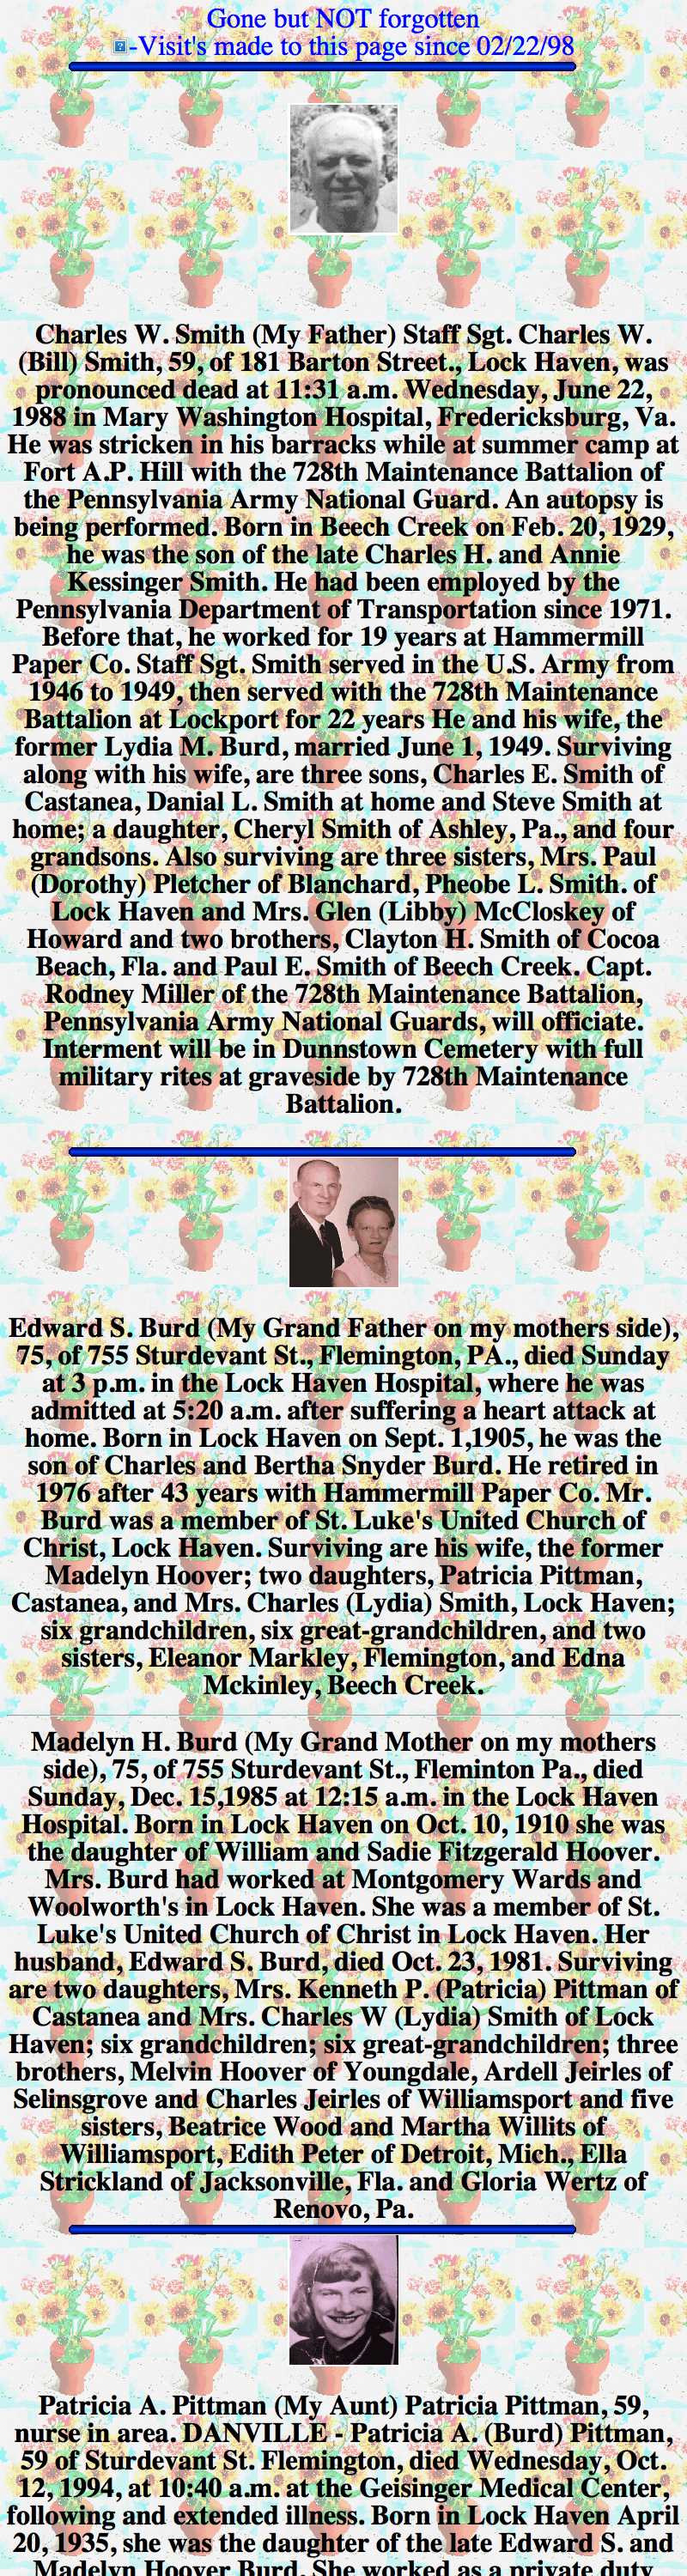 Gone but NOT forgotten
-Visit's made to this page since 02/22/98
Charles W. Smith (My Father) Staff Sgt. Charles W.
(Bill) Smith, 59, of 181 Barton Street., Lock Haven, was
pronounced dead at 11:31 a.m. Wednesday, June 22,
1988 in Mary Washington Hospital, Fredericksburg, Va.
He was stricken in his barracks while at summer camp at
Fort A.P. Hill with the 728th Maintenance Battalion of
the Pennsylvania Army National Guard. An autopsy is
being performed. Born in Beech Creek on Feb. 20, 1929,
he was the son of the late Charles H. and Annie
Kessinger Smith. He had been employed by the
Pennsylvania Department of Transportation since 1971.
Before that, he worked for 19 years at Hammermill
Paper Co. Staff Sgt. Smith served in the U.S. Army from
1946 to 1949, then served with the 728th Maintenance
Battalion at Lockport for 22 years He and his wife, the
former Lydia M. Burd, married June 1, 1949. Surviving
along with his wife, are three sons, Charles E. Smith of
Castanea, Danial L. Smith at home and Steve Smith at
home; a daughter, Cheryl Smith of Ashley, Pa., and four
grandsons. Also surviving are three sisters, Mrs. Paul
(Dorothy) Pletcher of Blanchard, Pheobe L. Smith. of
Lock Haven and Mrs. Glen (Libby) McCloskey of
Howard and two brothers, Clayton H. Smith of Cocoa
Beach, Fla. and Paul E. Smith of Beech Creek. Capt.
Rodney Miller of the 728th Maintenance Battalion,
Pennsylvania Army National Guards, will officiate.
Interment will be in Dunnstown Cemetery with full
military rites at graveside by 728th Maintenance
Battalion.
Edward S. Burd (My Grand Father on my mothers side),
75, of 755 Sturdevant St., Flemington, PA., died Sunday
at 3 p.m. in the Lock Haven Hospital, where he was
admitted at 5:20 a.m. after suffering a heart attack at
home. Born in Lock Haven on Sept. 1,1905, he was the
son of Charles and Bertha Snyder Burd. He retired in
1976 after 43 years with Hammermill Paper Co. Mr.
Burd was a member of St. Luke's United Church of
Christ, Lock Haven. Surviving are his wife, the former
Madelyn Hoover; two daughters, Patricia Pittman,
Castanea, and Mrs. Charles (Lydia) Smith, Lock Haven;
six grandchildren, six great-grandchildren, and two
sisters, Eleanor Markley, Flemington, and Edna
Mckinley, Beech Creek.
Madelyn H. Burd (My Grand Mother on my mothers
side), 75, of 755 Sturdevant St., Fleminton Pa., died
Sunday, Dec. 15,1985 at 12:15 a.m. in the Lock Haven
Hospital. Born in Lock Haven on Oct. 10, 1910 she was
the daughter of William and Sadie Fitzgerald Hoover.
Mrs. Burd had worked at Montgomery Wards and
Woolworth's in Lock Haven. She was a member of St.
Luke's United Church of Christ in Lock Haven. Her
husband, Edward S. Burd, died Oct. 23, 1981. Surviving
are two daughters, Mrs. Kenneth P. (Patricia) Pittman of
Castanea and Mrs. Charles W (Lydia) Smith of Lock
Haven; six grandchildren; six great-grandchildren; three
brothers, Melvin Hoover of Youngdale, Ardell Jeirles of
Selinsgrove and Charles Jeirles of Williamsport and five
sisters, Beatrice Wood and Martha Willits of
Williamsport, Edith Peter of Detroit, Mich., Ella
Strickland of Jacksonville, Fla. and Gloria Wertz of
Renovo, Pa.
Patricia A. Pittman (My Aunt) Patricia Pittman, 59,
nurse in area. DANVILLE - Patricia A. (Burd) Pittman,
59 of Sturdevant St. Flemington, died Wednesday, Oct.
12, 1994, at 10:40 a.m. at the Geisinger Medical Center,
following and extended illness. Born in Lock Haven April
20, 1935, she was the daughter of the late Edward S. and
Madelyn Hoover Burd. She worked as a private duty